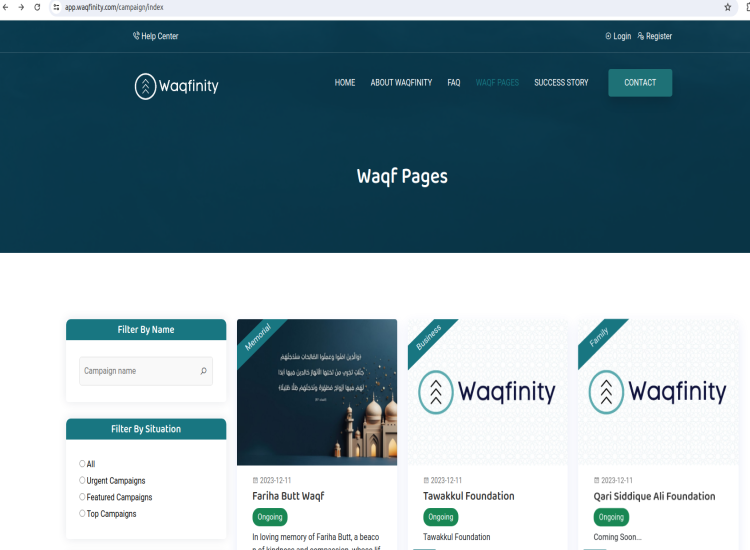 app.waqfinity.com/campaign/index
Help Center
Login Register
Waqfinity
HOME ABOUT WAQFINITY FAQ WAQF PAGES SUCCESS STORY CONTACT
Waqf Pages
Filter By Name
Campaign name
Filter By Situation
All
Urgent Campaigns
Featured Campaigns
Top Campaigns
Memorial
2023-12-11
Fariha Butt Waqf
Ongoing
In loving memory of Fariha Butt, a beaco
n of kindness and compassion, whose lif
Business
Waqfinity
2023-12-11
Tawakkul Foundation
Ongoing
Tawakkul Foundation
Family
Waqfinity
2023-12-11
Qari Siddique Ali Foundation
Ongoing
Coming Soon...